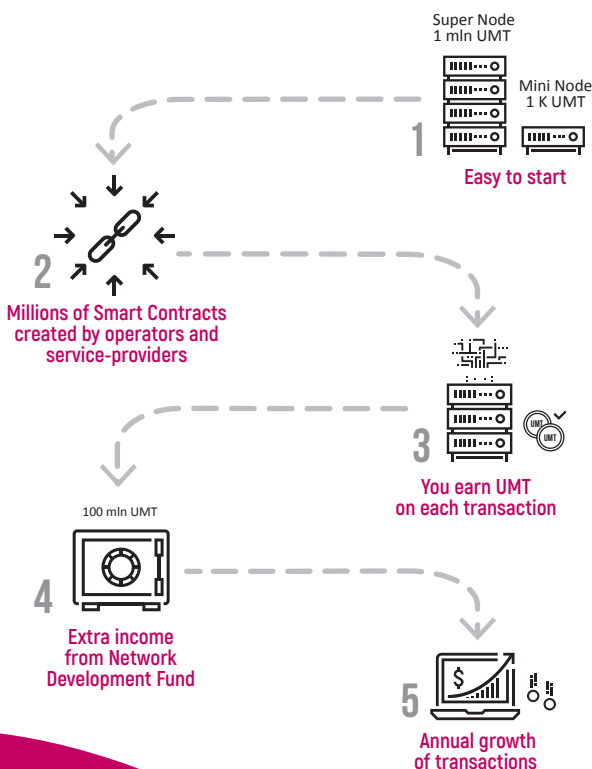 Super Node
1 mln UMT
Mini Node
1 K UMT
1
Easy to start
2
Millions of Smart Contracts
created by operators and
service-providers
UMT
UMT
3
You earn UMT
on each transaction
100 mln UMT
4
Extra income
from Network
Development Fund
$
5
Annual growth
of transactions